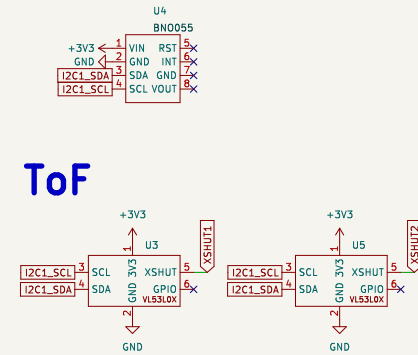 U4
BNO055
+3V3 1 VIN RST 5
GND 2 GND INT 6
I2C1_SDA 3 SDA GND 7
I2C1_SCL 4 SCL VOUT 8
ToF
+3V3 XSHUT1 +3V3 XSHUT2
1 U3 1 U5
I2C1_SCL 3 SCL 3V3 XSHUT 5 I2C1_SCL 3 SCL 3V3 XSHUT 5
I2C1_SDA 4 SDA GND GPIO 6 I2C1_SDA 4 SDA GND GPIO 6
VL53L0X VL53L0X
2 2
GND GND